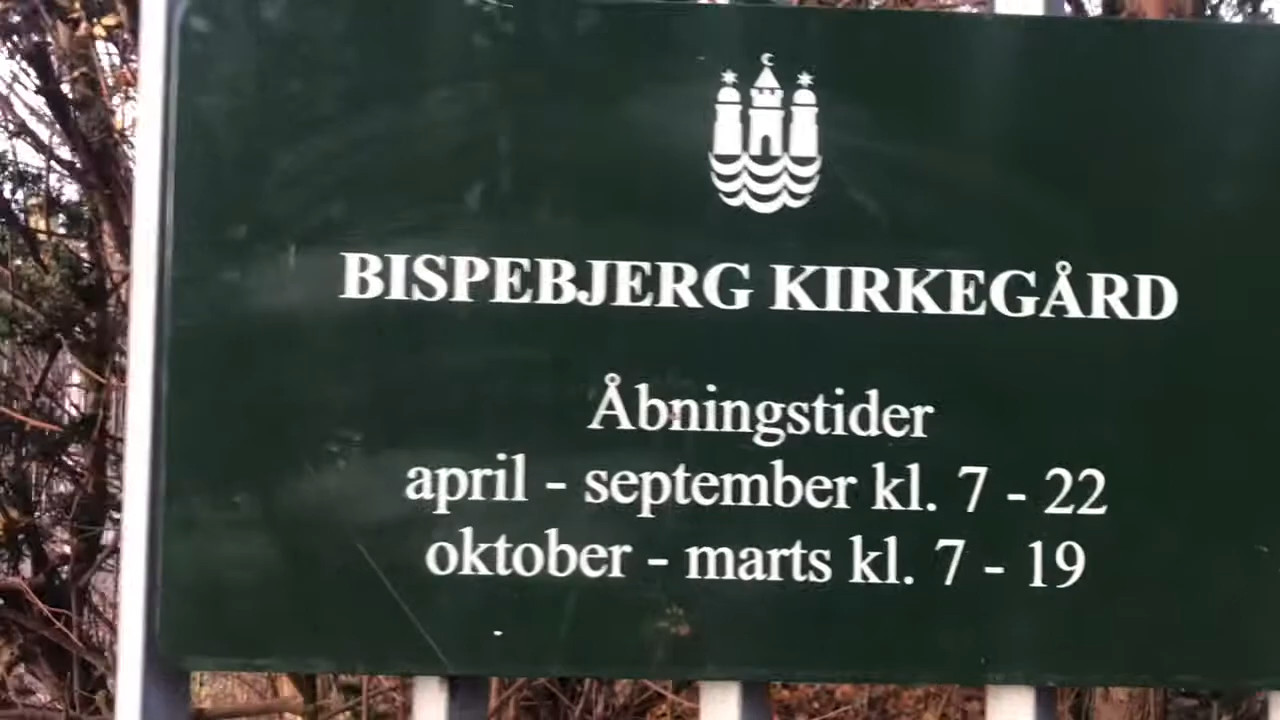 BISPEBJERG KIRKEGÅRD
Åbningstider
april - september kl. 7 - 22
oktober - marts kl. 7 - 19